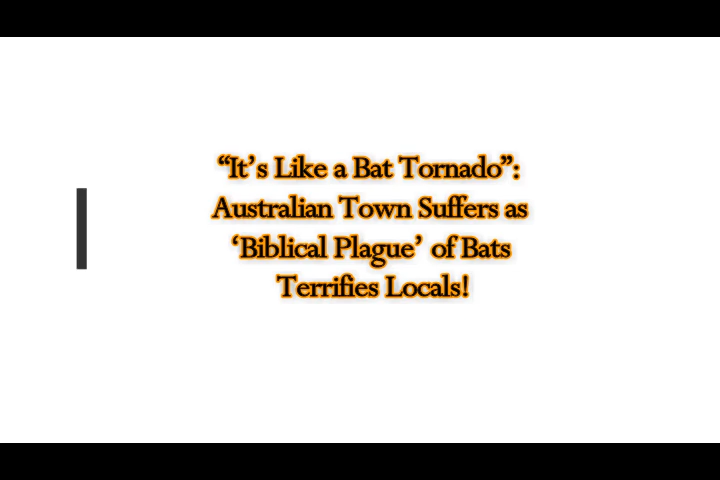 “It’s Like a Bat Tornado”:
Australian Town Suffers as
‘Biblical Plague’ of Bats
Terrifies Locals!